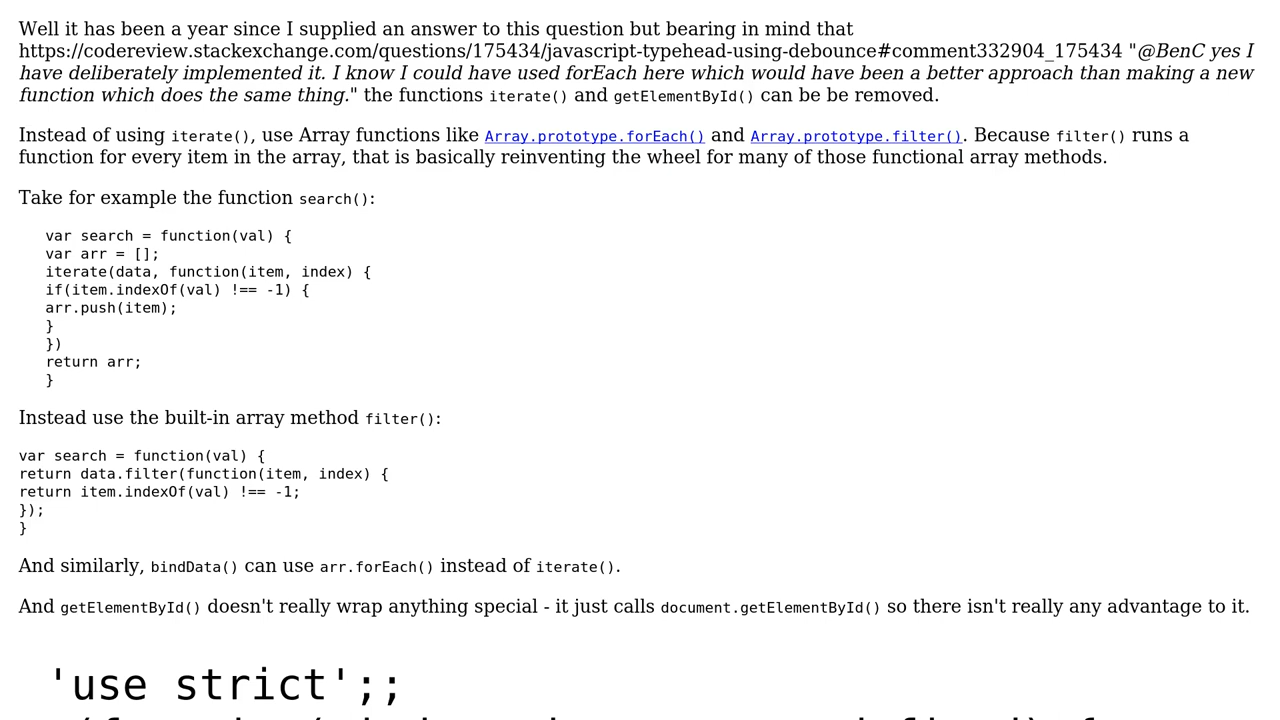 Well it has been a year since I supplied an answer to this question but bearing in mind that
https://codereview.stackexchange.com/questions/175434/javascript-typehead-using-debounce#comment332904_175434 "@BenC yes I
have deliberately implemented it. I know I could have used forEach here which would have been a better approach than making a new
function which does the same thing." the functions iterate() and getElementById() can be be removed.
Instead of using iterate(), use Array functions like Array.prototype.forEach() and Array.prototype.filter(). Because filter() runs a
function for every item in the array, that is basically reinventing the wheel for many of those functional array methods.
Take for example the function search():
var search = function(val) {
var arr = [];
iterate(data, function(item, index) {
if(item.indexOf(val) !== -1) {
arr.push(item);
}
})
return arr;
}
Instead use the built-in array method filter():
var search = function(val) {
return data.filter(function(item, index) {
return item.indexOf(val) !== -1;
});
}
And similarly, bindData() can use arr.forEach() instead of iterate().
And getElementById() doesn't really wrap anything special - it just calls document.getElementById() so there isn't really any advantage to it.
'use strict';;